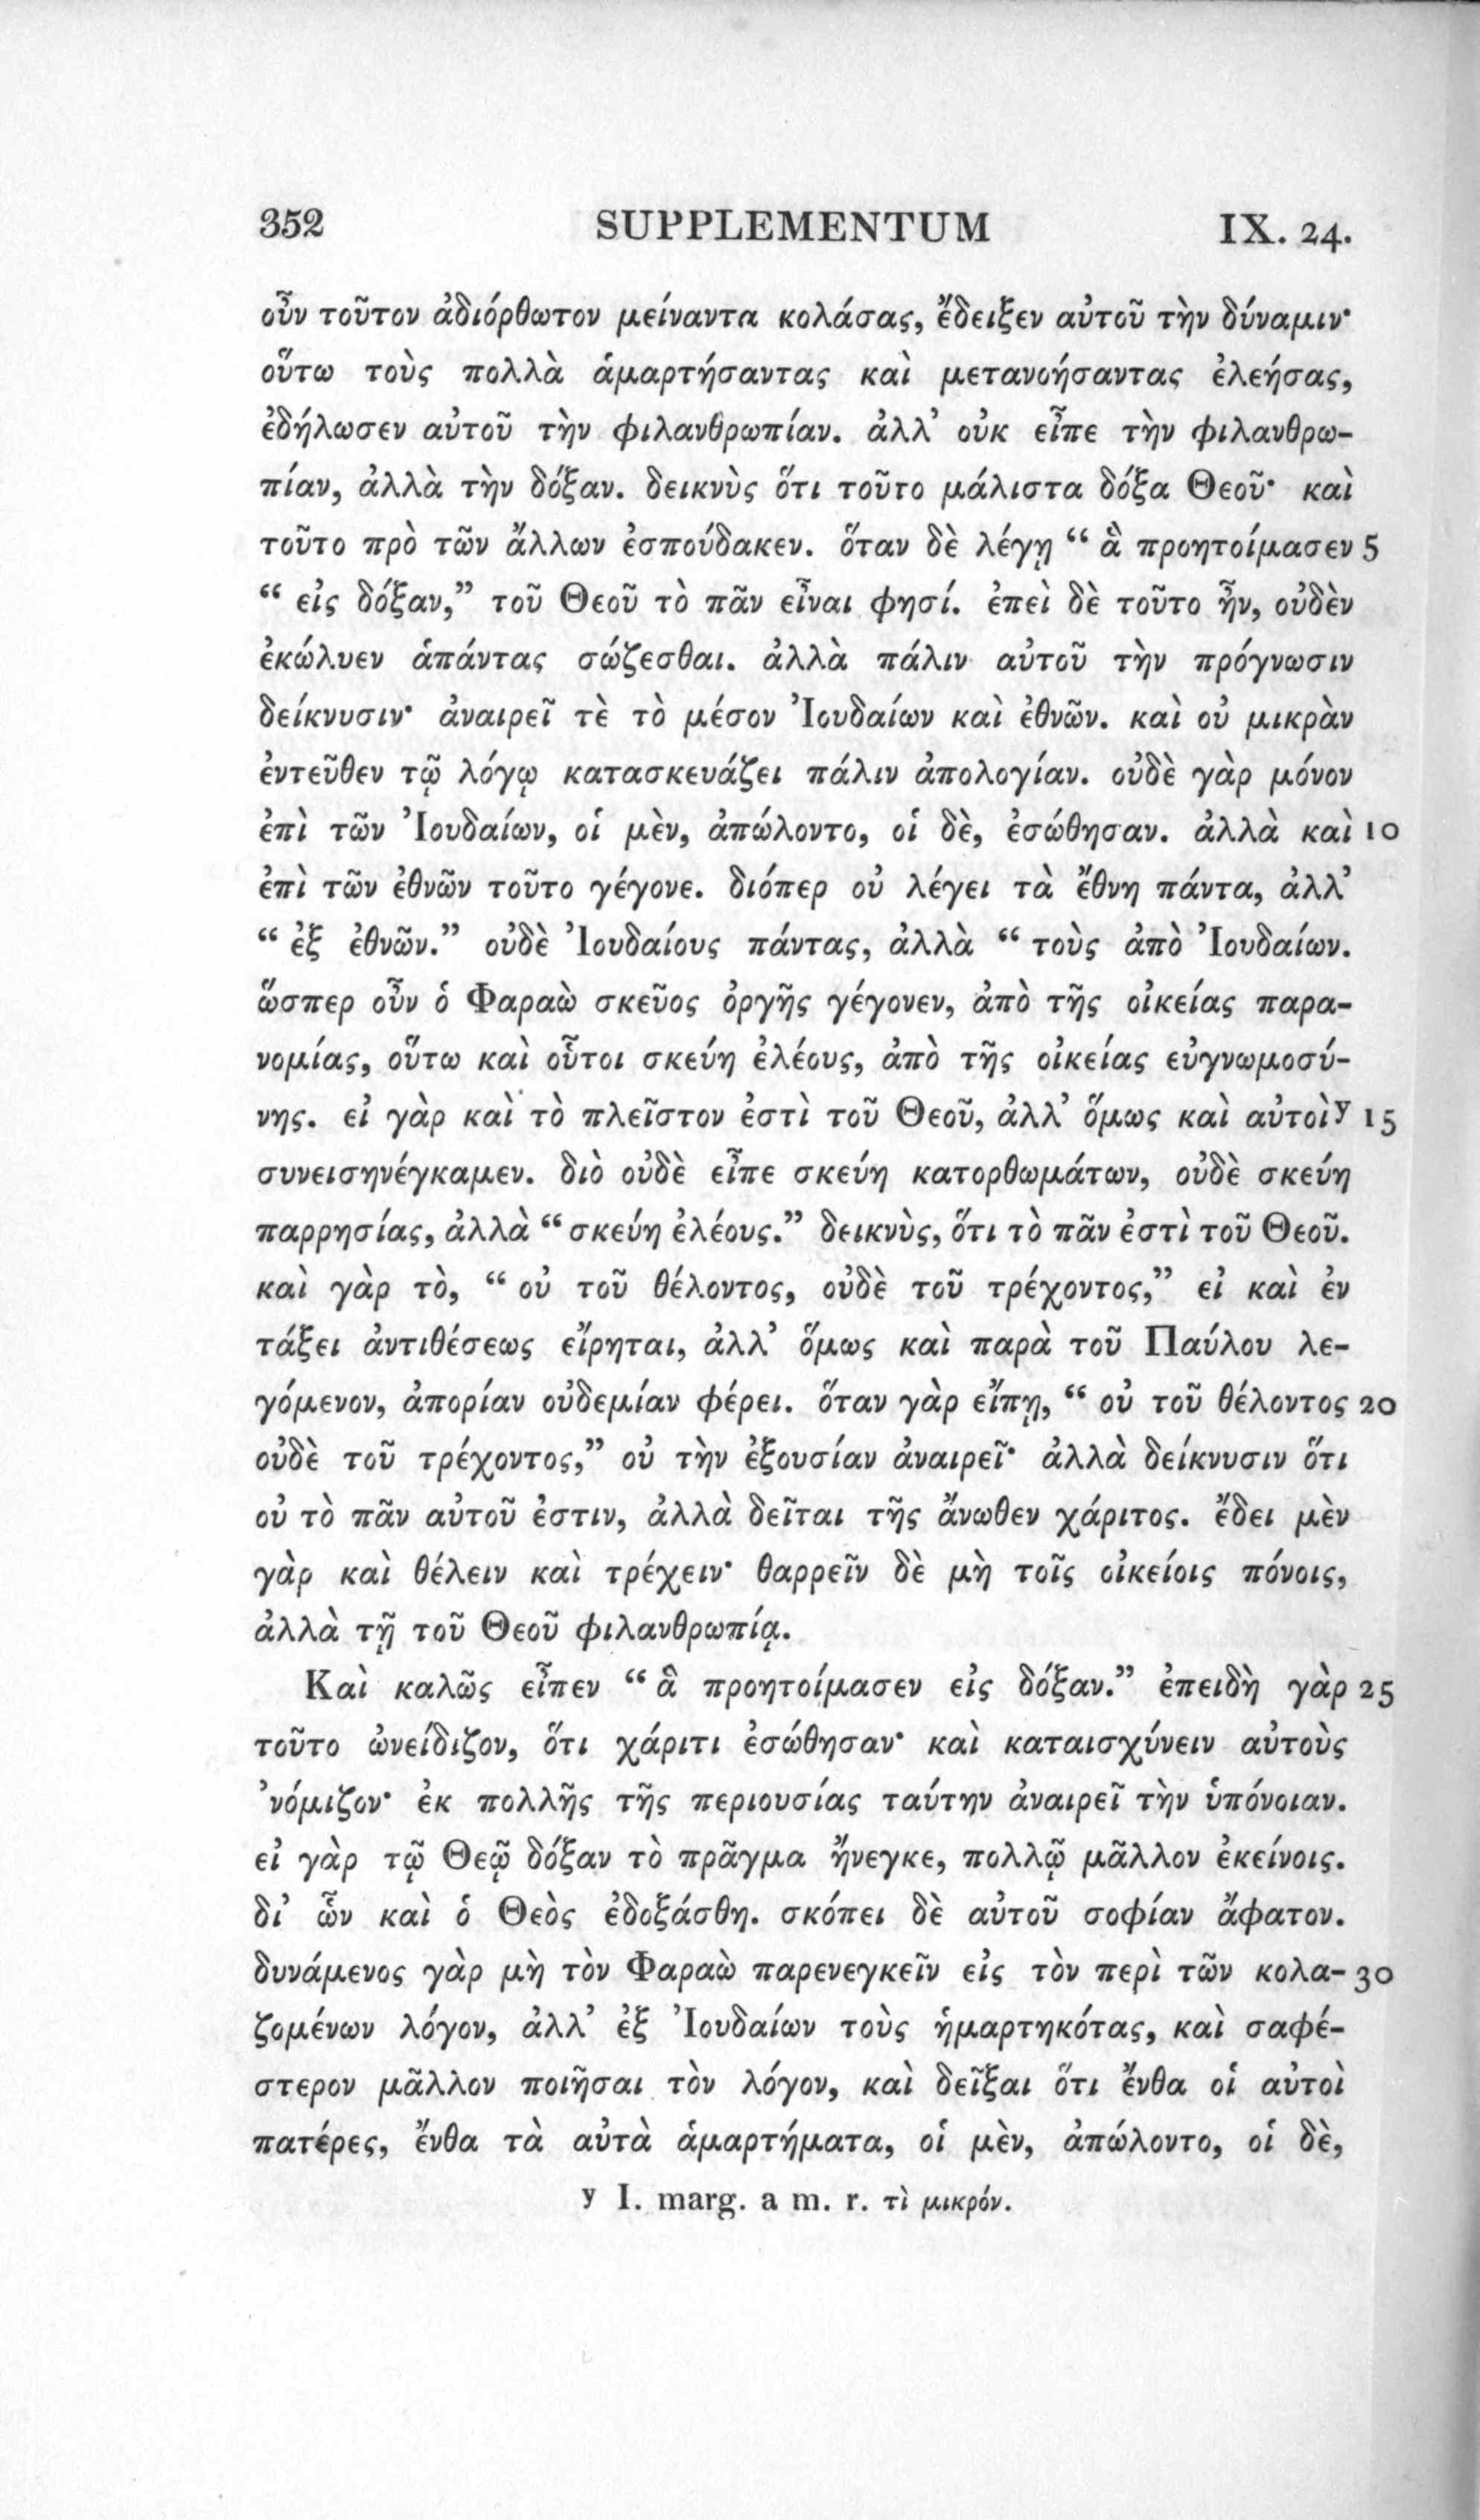 352 SUPPLEMENTUM IX. 24.
οὖν τοῦτον ἀδιόρθωτον μείναντα κολάσας, ἔδειξεν αὐτοῦ τὴν δύναμιν·
οὕτω τοὺς πολλὰ ἁμαρτήσαντας καὶ μετανοήσαντας ἐλεήσας,
ἐδήλωσεν αὐτοῦ τὴν φιλανθρωπίαν. ἀλλ’ οὐκ εἶπε τὴν φιλανθρω-
πίαν, ἀλλὰ τὴν δόξαν. δεικνὺς ὅτι τοῦτο μάλιστα δόξα Θεοῦ· καὶ
τοῦτο πρὸ τῶν ἄλλων ἐσπούδακεν. ὅταν δὲ λέγῃ “ ἃ προητοίμασεν 5
“ εἰς δόξαν,” τοῦ Θεοῦ τὸ πᾶν εἶναι φησί. ἐπεὶ δὲ τοῦτο ἦν, οὐδὲν
ἐκώλυεν ἁπάντας σώζεσθαι. ἀλλὰ πάλιν αὐτοῦ τὴν πρόγνωσιν
δείκνυσιν· ἀναιρεῖ τὲ τὸ μέσον Ἰουδαίων καὶ ἐθνῶν. καὶ οὐ μικρὰν
ἐντεῦθεν τῷ λόγῳ κατασκευάζει πάλιν ἀπολογίαν. οὐδὲ γὰρ μόνον
ἐπὶ τῶν Ἰουδαίων, οἱ μὲν, ἀπώλοντο, οἱ δὲ, ἐσώθησαν. ἀλλὰ καὶ 10
ἐπὶ τῶν ἐθνῶν τοῦτο γέγονε. διόπερ οὐ λέγει τὰ ἔθνη πάντα, ἀλλ’
“ ἐξ ἐθνῶν.” οὐδὲ Ἰουδαίους πάντας, ἀλλὰ “ τοὺς ἀπὸ Ἰουδαίων.
ὥσπερ οὖν ὁ Φαραὼ σκεῦος ὀργῆς γέγονεν, ἀπὸ τῆς οἰκείας παρα-
νομίας, οὕτω καὶ οὗτοι σκεύη ἐλέους, ἀπὸ τῆς οἰκείας εὐγνωμοσύ-
νης. εἰ γὰρ καὶ τὸ πλεῖστον ἐστὶ τοῦ Θεοῦ, ἀλλ’ ὅμως καὶ αὐτοὶ y 15
συνεισηνέγκαμεν. διὸ οὐδὲ εἶπε σκεύη κατορθωμάτων, οὐδὲ σκεύη
παρρησίας, ἀλλὰ “ σκεύη ἐλέους.” δεικνὺς, ὅτι τὸ πᾶν ἐστὶ τοῦ Θεοῦ.
καὶ γὰρ τὸ, “ οὐ τοῦ θέλοντος, οὐδὲ τοῦ τρέχοντος,” εἰ καὶ ἐν
τάξει ἀντιθέσεως εἴρηται, ἀλλ’ ὅμως καὶ παρὰ τοῦ Παύλου λε-
γόμενον, ἀπορίαν οὐδεμίαν φέρει. ὅταν γὰρ εἴπῃ, “ οὐ τοῦ θέλοντος 20
οὐδὲ τοῦ τρέχοντος,” οὐ τὴν ἐξουσίαν ἀναιρεῖ· ἀλλὰ δείκνυσιν ὅτι
οὐ τὸ πᾶν αὐτοῦ ἐστιν, ἀλλὰ δεῖται τῆς ἄνωθεν χάριτος. ἔδει μὲν
γὰρ καὶ θέλειν καὶ τρέχειν· θαρρεῖν δὲ μὴ τοῖς οἰκείοις πόνοις,
ἀλλὰ τῇ τοῦ Θεοῦ φιλανθρωπίᾳ.
Καὶ καλῶς εἶπεν “ ἃ προητοίμασεν εἰς δόξαν.” ἐπειδὴ γὰρ 25
τοῦτο ὠνείδιζον, ὅτι χάριτι ἐσώθησαν· καὶ καταισχύνειν αὐτοὺς
’νόμιζον· ἐκ πολλῆς τῆς περιουσίας ταύτην ἀναιρεῖ τὴν ὑπόνοιαν.
εἰ γὰρ τῷ Θεῷ δόξαν τὸ πρᾶγμα ἤνεγκε, πολλῷ μᾶλλον ἐκείνοις.
δι’ ὧν καὶ ὁ Θεὸς ἐδοξάσθη. σκόπει δὲ αὐτοῦ σοφίαν ἄφατον.
δυνάμενος γὰρ μὴ τὸν Φαραὼ παρενεγκεῖν εἰς τὸν περὶ τῶν κολα- 30
ζομένων λόγον, ἀλλ’ ἐξ Ἰουδαίων τοὺς ἡμαρτηκότας, καὶ σαφέ-
στερον μᾶλλον ποιῆσαι τὸν λόγον, καὶ δεῖξαι ὅτι ἔνθα οἱ αὐτοὶ
πατέρες, ἔνθα τὰ αὐτὰ ἁμαρτήματα, οἱ μὲν, ἀπώλοντο, οἱ δὲ,
y I. marg. a m. r. τὶ μικρόν.